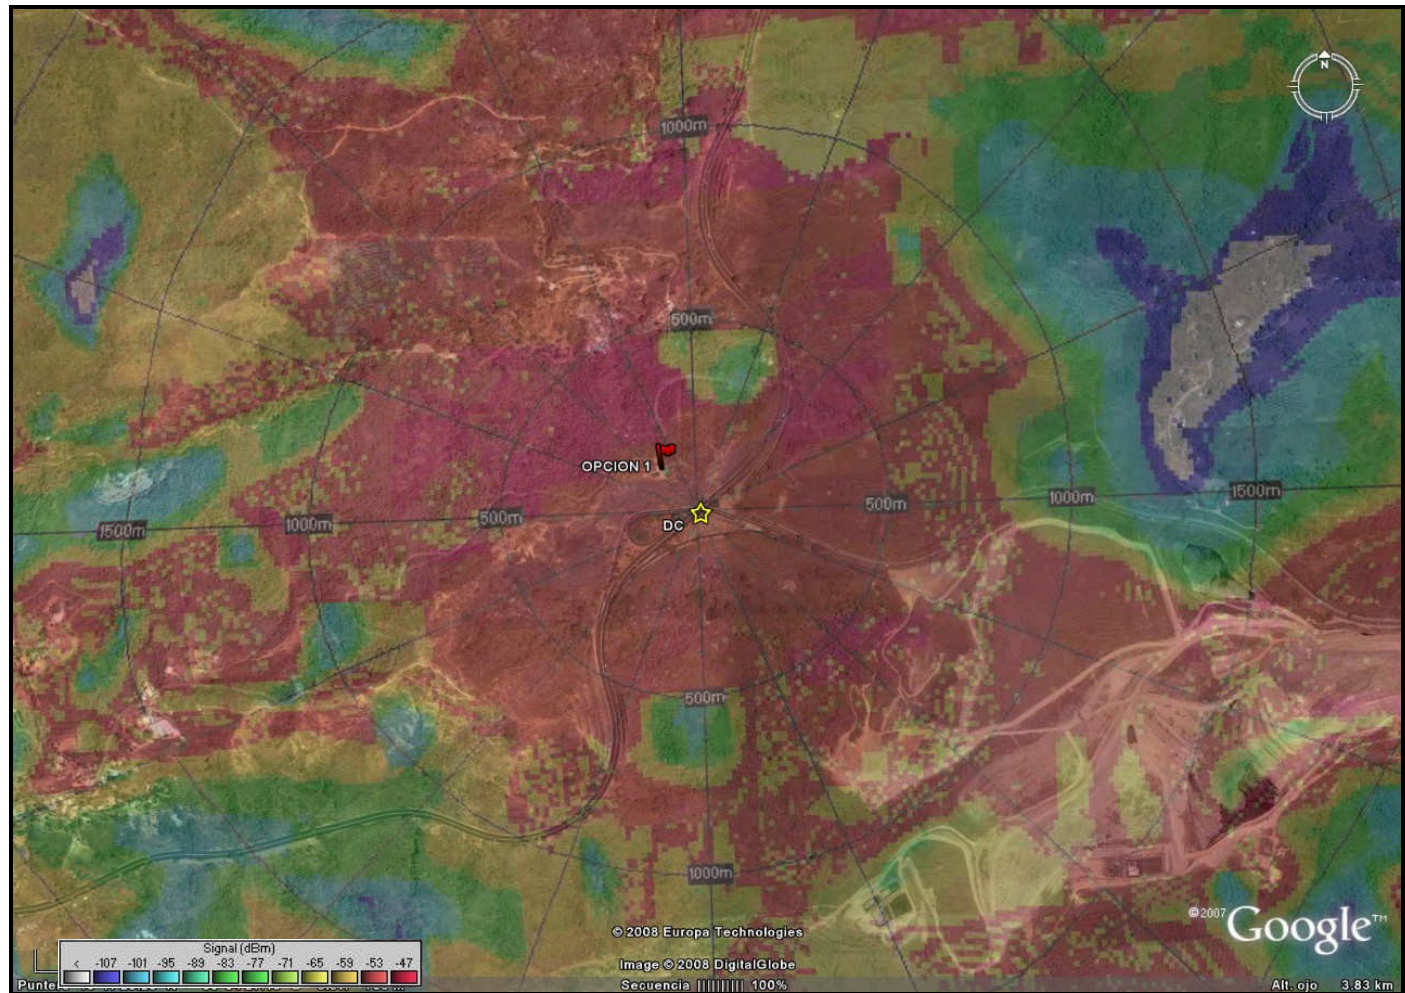 N
1000m
500m
OPCION 1
500m
1000m
1500m
DC
1500m
1000m
500m
500m
1000m
©2007 Google™
© 2008 Europa Technologies
Signal (dBm)
< -107 -101 -95 -89 -83 -77 -71 -65 -59 -53 -47
Image © 2008 DigitalGlobe
Secuencia 100%
Alt. ojo 3.83 km